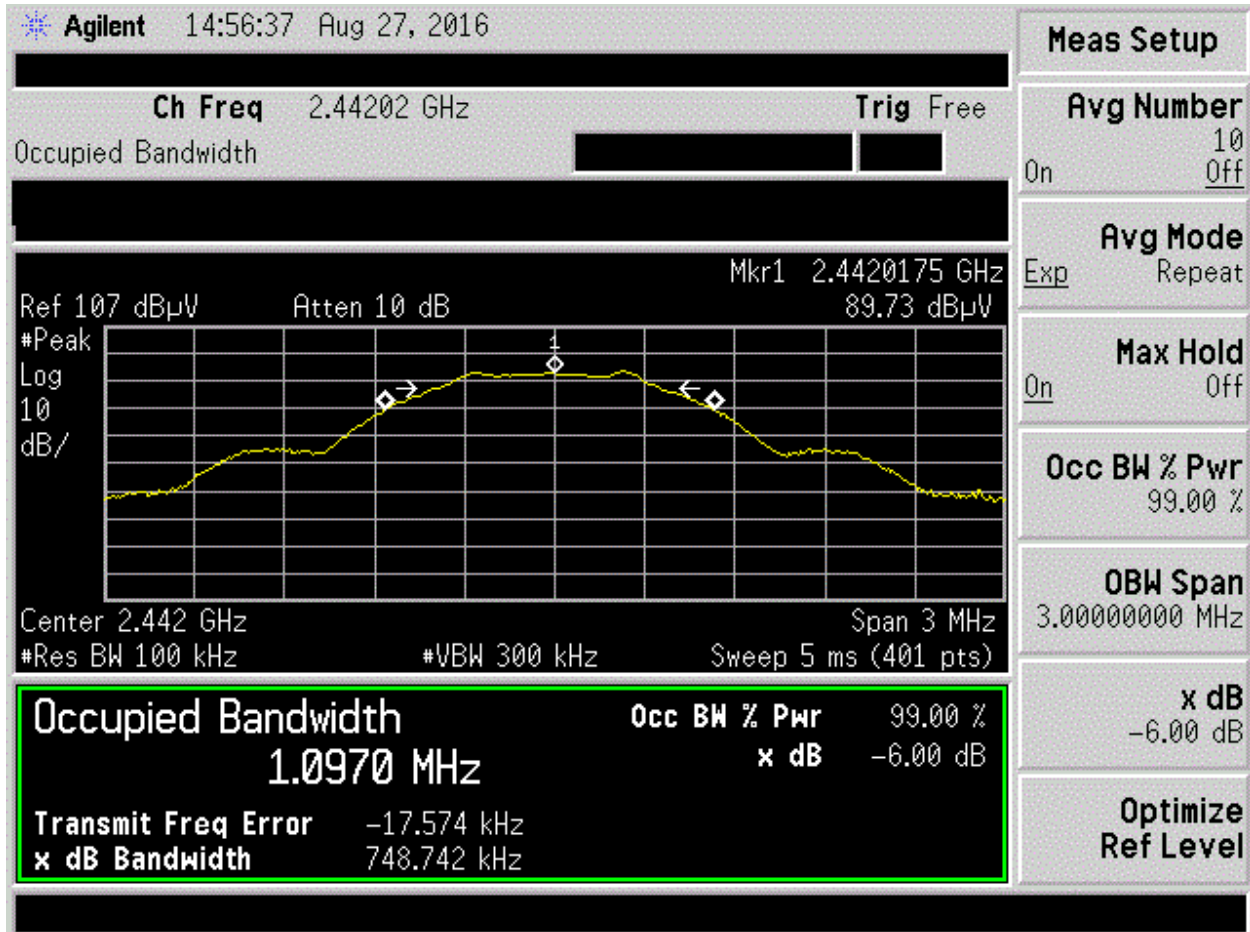 Agilent 14:56:37 Aug 27, 2016
Ch Freq 2.44202 GHz Trig Free
Occupied Bandwidth
Mkr1 2.4420175 GHz
Ref 107 dBµV Atten 10 dB 89.73 dBµV
#Peak
Log
10
dB/
1
Center 2.442 GHz Span 3 MHz
#Res BW 100 kHz #VBW 300 kHz Sweep 5 ms (401 pts)
Occupied Bandwidth
1.0970 MHz
Occ BW % Pwr 99.00 %
x dB -6.00 dB
Transmit Freq Error -17.574 kHz
x dB Bandwidth 748.742 kHz
Meas Setup
Avg Number
10
On Off
Avg Mode
Exp Repeat
Max Hold
On Off
Occ BW % Pwr
99.00 %
OBW Span
3.00000000 MHz
x dB
-6.00 dB
Optimize
Ref Level